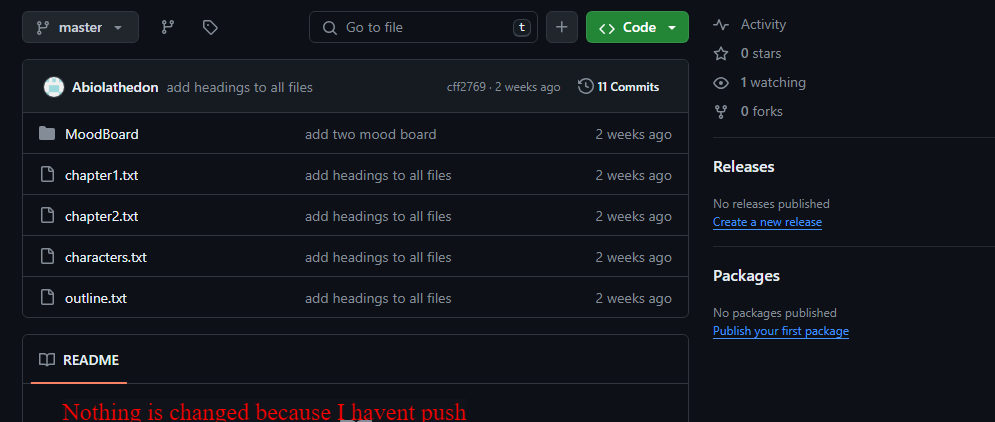 master
Go to file
t
Code
Abiolathedon add headings to all files cff2769 · 2 weeks ago 11 Commits
MoodBoard add two mood board 2 weeks ago
chapter1.txt add headings to all files 2 weeks ago
chapter2.txt add headings to all files 2 weeks ago
characters.txt add headings to all files 2 weeks ago
outline.txt add headings to all files 2 weeks ago
README
Nothing is changed because I havent push
Activity
0 stars
1 watching
0 forks
Releases
No releases published
Create a new release
Packages
No packages published
Publish your first package